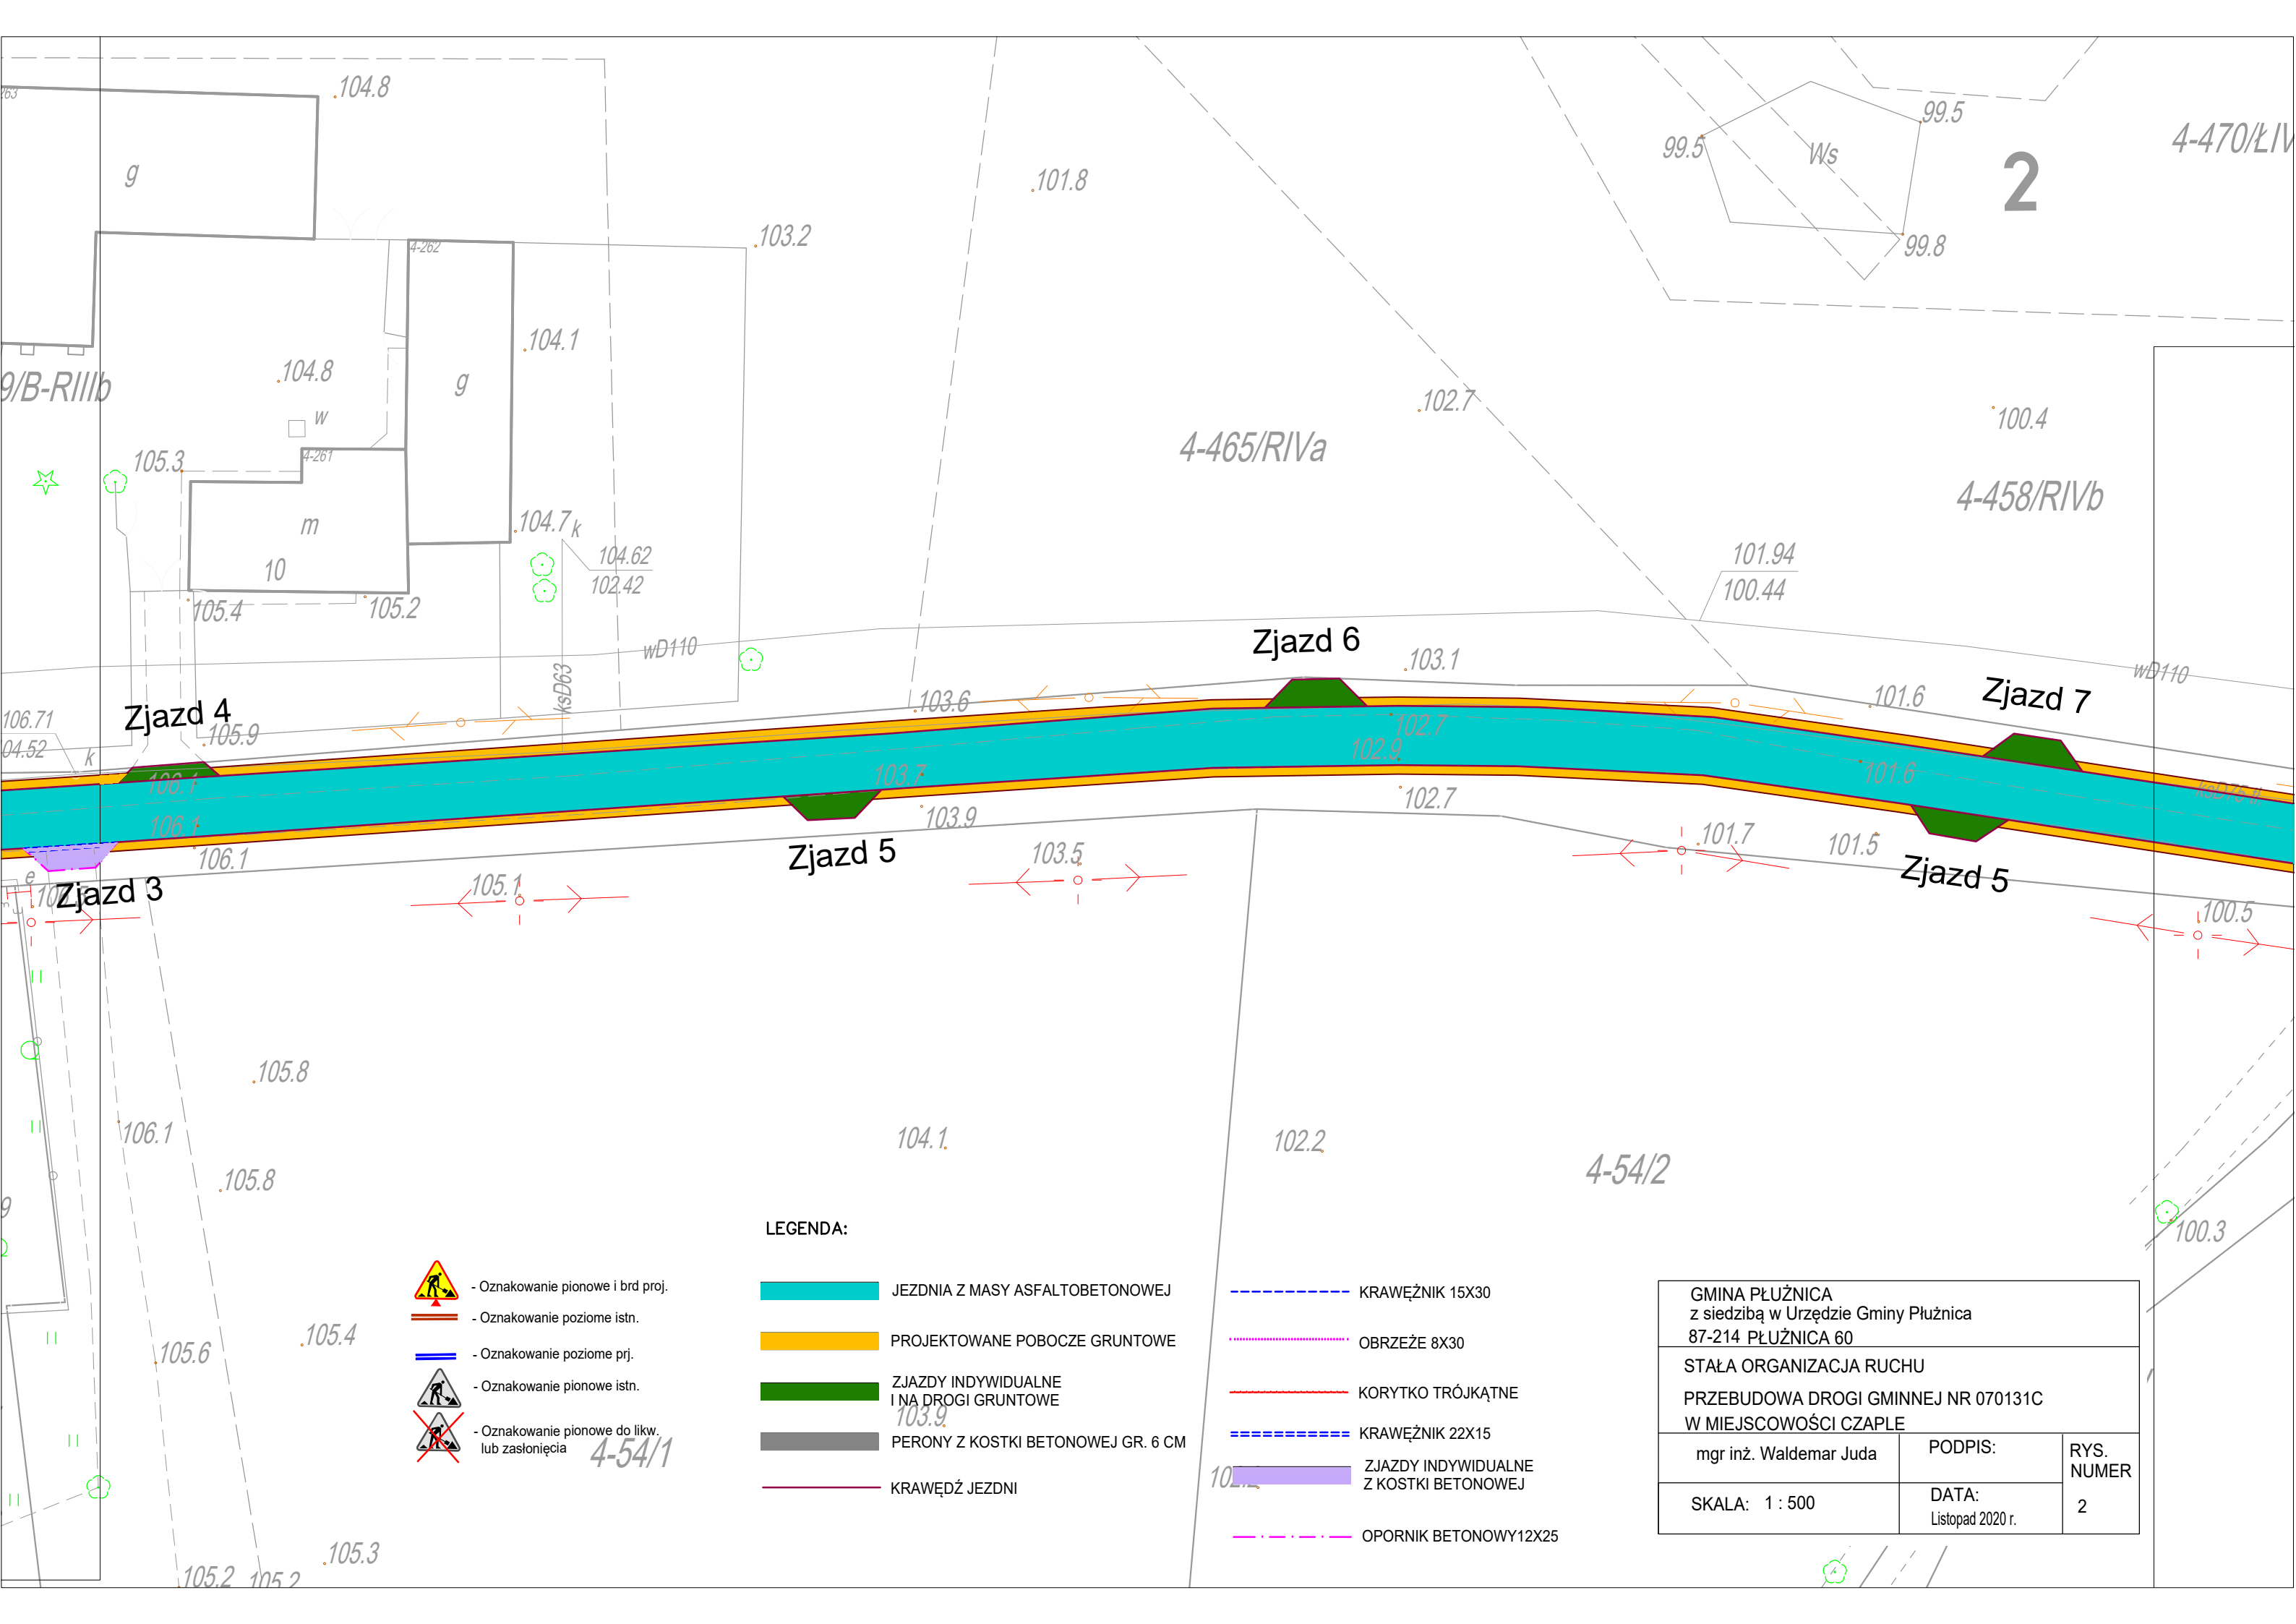 263
104.8
g
4-262
103.2
101.8
99.5
99.5
Ws
99.8
2
4-470/ŁIV
104.1
104.8
g
9/B-RIIIb
w
102.7
100.4
4-465/RIVa
4-458/RIVb
105.3
4-261
m
10
104.7
k
104.62
102.42
101.94
100.44
105.4
105.2
wD110
ksD63
Zjazd 6
103.1
wD110
Zjazd 7
101.6
103.6
106.71
04.52
k
Zjazd 4
105.9
102.7
102.9
103.7
101.6
106.1
106.1
106.1
103.9
102.7
101.7
101.5
Zjazd 5
103.5
Zjazd 5
e
Zjazd 3
105.1
100.5
105.8
106.1
104.1
102.2
4-54/2
105.8
9
100.3
105.6
105.4
103.9
4-54/1
105.3
105.2
105.2
LEGENDA:
- Oznakowanie pionowe i brd proj.
- Oznakowanie poziome istn.
- Oznakowanie poziome prj.
- Oznakowanie pionowe istn.
- Oznakowanie pionowe do likw.
lub zasłonięcia
JEZDNIA Z MASY ASFALTOBETONOWEJ
PROJEKTOWANE POBOCZE GRUNTOWE
ZJAZDY INDYWIDUALNE
I NA DROGI GRUNTOWE
PERONY Z KOSTKI BETONOWEJ GR. 6 CM
KRAWĘDŹ JEZDNI
KRAWĘŻNIK 15X30
OBRZEŻE 8X30
KORYTKO TRÓJKĄTNE
KRAWĘŻNIK 22X15
ZJAZDY INDYWIDUALNE
Z KOSTKI BETONOWEJ
OPORNIK BETONOWY12X25
GMINA PŁUŻNICA
z siedzibą w Urzędzie Gminy Płużnica
87-214 PŁUŻNICA 60
STAŁA ORGANIZACJA RUCHU
PRZEBUDOWA DROGI GMINNEJ NR 070131C
W MIEJSCOWOŚCI CZAPLE
mgr inż. Waldemar Juda
PODPIS:
RYS.
NUMER
2
SKALA: 1 : 500
DATA:
Listopad 2020 r.